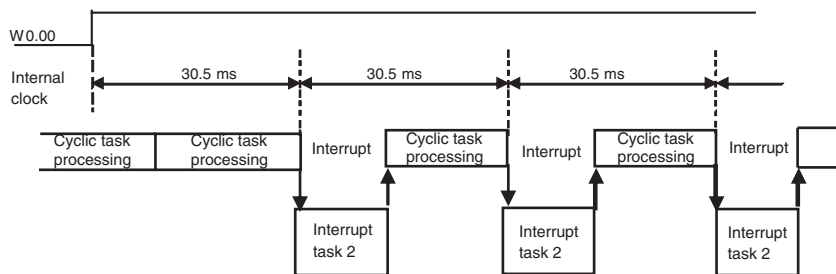 W0.00
Internal
clock
30.5 ms
30.5 ms
30.5 ms
Cyclic task
processing
Cyclic task
processing
Interrupt
Cyclic task
processing
Interrupt
Cyclic task
processing
Interrupt
Interrupt
task 2
Interrupt
task 2
Interrupt
task 2